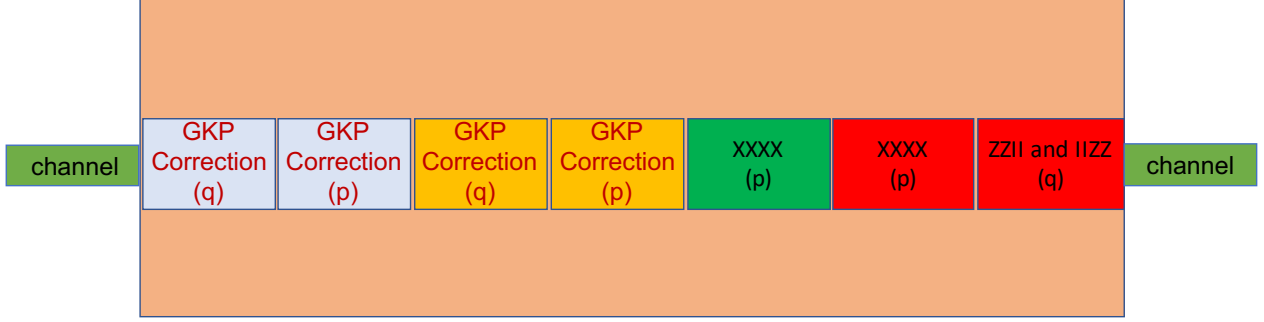 channel
GKP
Correction
(q)
GKP
Correction
(p)
GKP
Correction
(q)
GKP
Correction
(p)
XXXX
(p)
XXXX
(p)
ZZII and IIZZ
(q)
channel